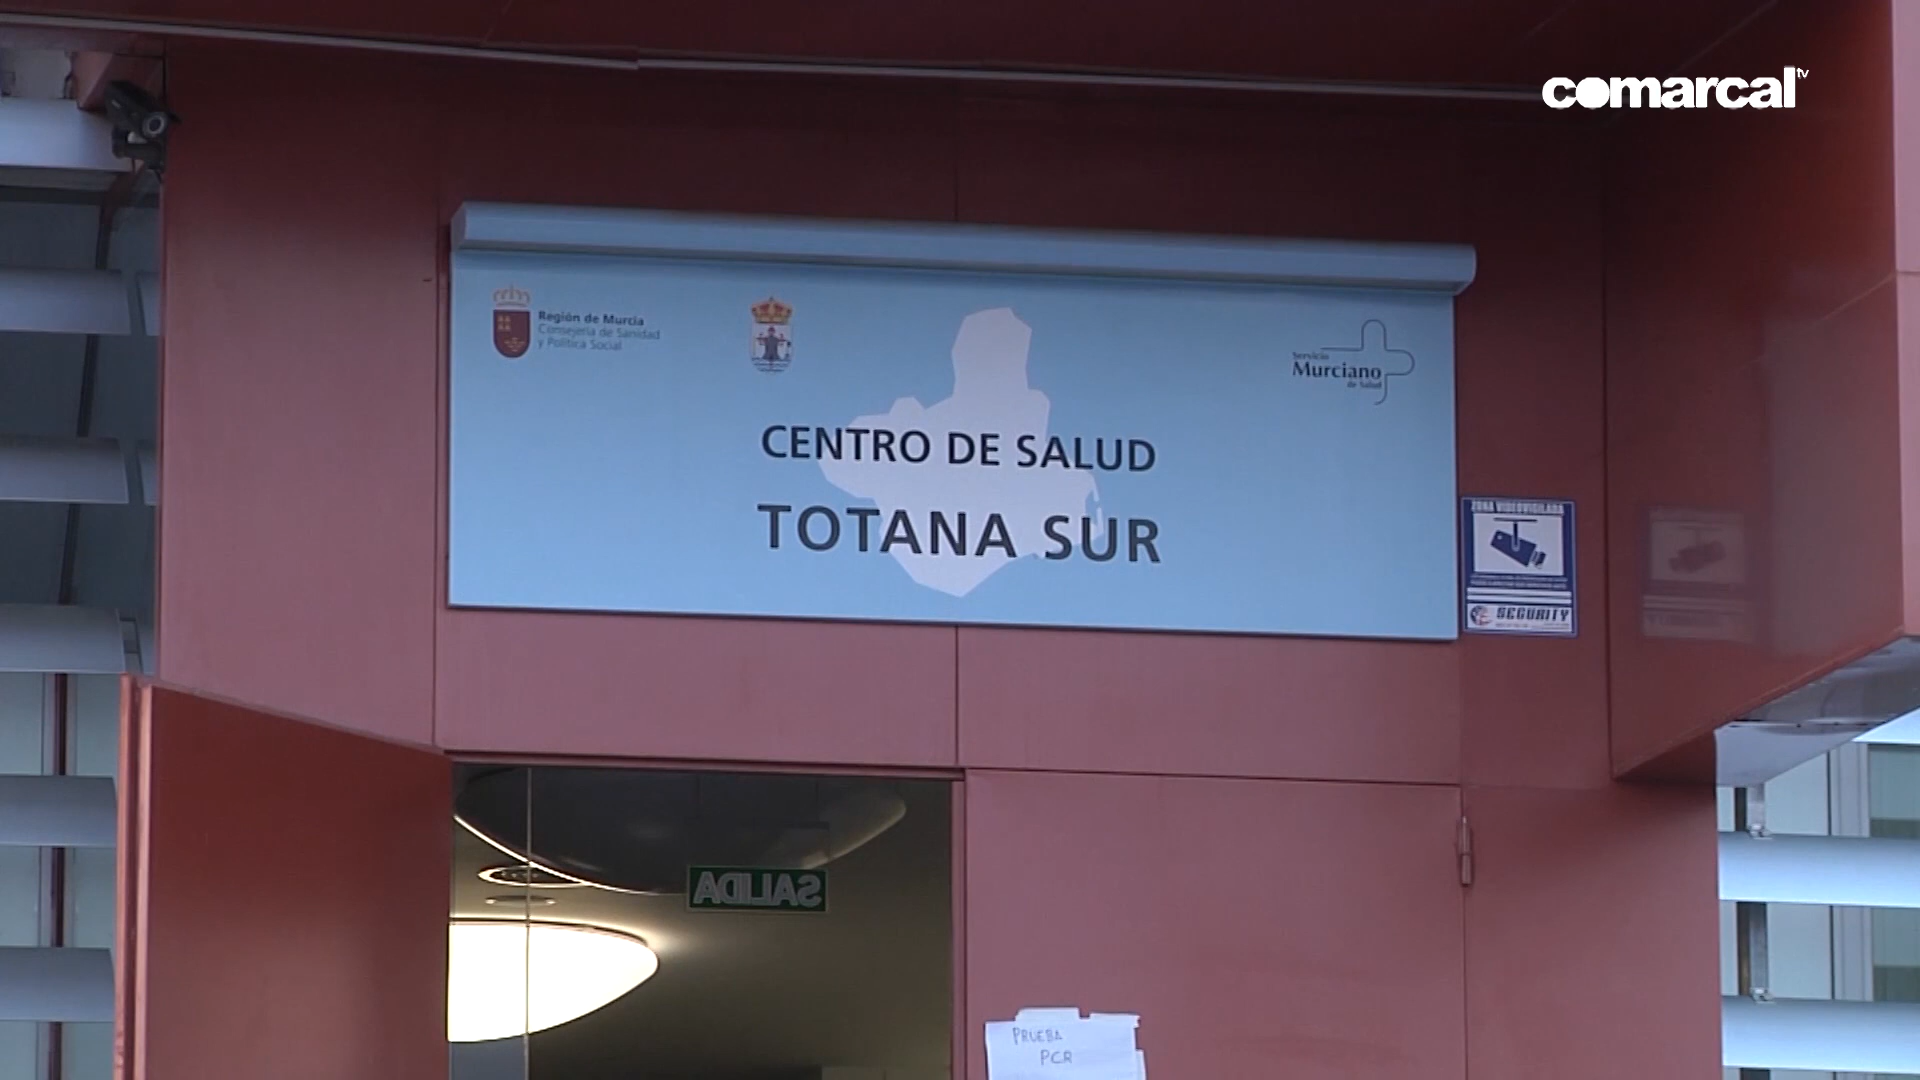 comarcal tv
Región de Murcia
Consejería de Sanidad
y Política Social
Servicio
Murciano
de Salud
CENTRO DE SALUD
TOTANA SUR
ZONA VIDEOVIGILADA
SEGURITY
SALIDA
PRUEBA
PCR